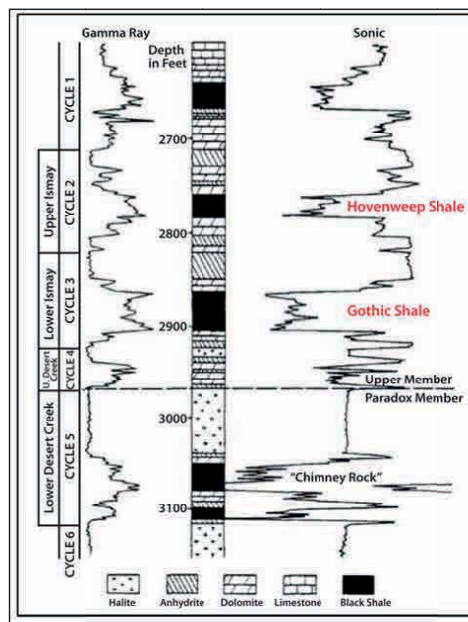 Gamma Ray
Depth
in Feet
Sonic
CYCLE 1
2700
Upper Ismay
CYCLE 2
Hovenweep Shale
2800
Lower Ismay
CYCLE 3
Gothic Shale
2900
U. Desert
Creek
CYCLE 4
Upper Member
Paradox Member
3000
Lower Desert Creek
CYCLE 5
"Chimney Rock"
3100
CYCLE 6
Halite
Anhydrite
Dolomite
Limestone
Black Shale